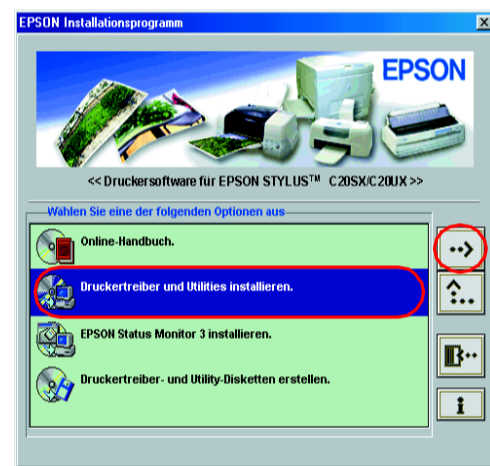 EPSON Installationsprogramm
EPSON
<< Druckersoftware für EPSON STYLUS™ C20SX/C20UX >>
Wählen Sie eine der folgenden Optionen aus
Online-Handbuch.
Druckertreiber und Utilities installieren.
EPSON Status Monitor 3 installieren.
Druckertreiber- und Utility-Disketten erstellen.